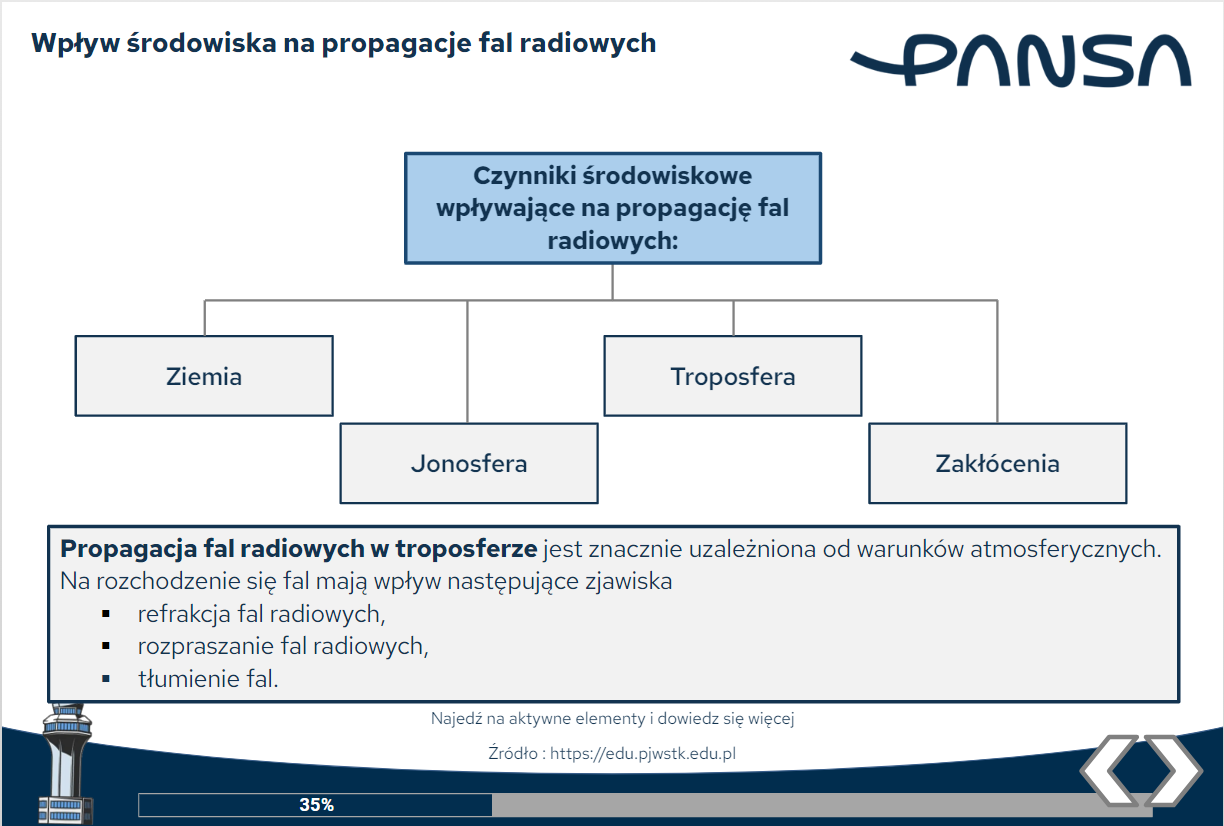 Wpływ środowiska na propagacje fal radiowych
PANSA
Czynniki środowiskowe
wpływające na propagację fal
radiowych:
Ziemia
Troposfera
Jonosfera
Zakłócenia
Propagacja fal radiowych w troposferze jest znacznie uzależniona od warunków atmosferycznych.
Na rozchodzenie się fal mają wpływ następujące zjawiska
▪ refrakcja fal radiowych,
▪ rozpraszanie fal radiowych,
▪ tłumienie fal.
Najedź na aktywne elementy i dowiedz się więcej
Źródło : https://edu.pjwstk.edu.pl
35%